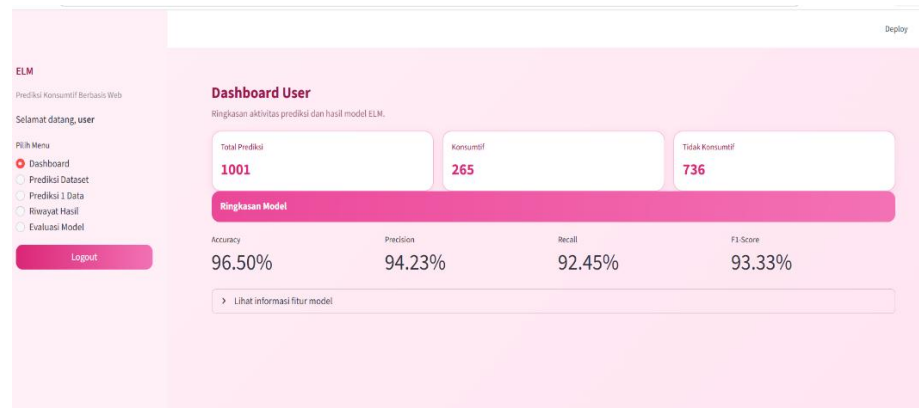 Deploy
ELM
Prediksi Konsumtif Berbasis Web
Selamat datang, user
Pilih Menu
Dashboard
Prediksi Dataset
Prediksi 1 Data
Riwayat Hasil
Evaluasi Model
Logout
Dashboard User
Ringkasan aktivitas prediksi dan hasil model ELM.
Total Prediksi
1001
Konsumtif
265
Tidak Konsumtif
736
Ringkasan Model
Accuracy
96.50%
Precision
94.23%
Recall
92.45%
F1-Score
93.33%
Lihat informasi fitur model